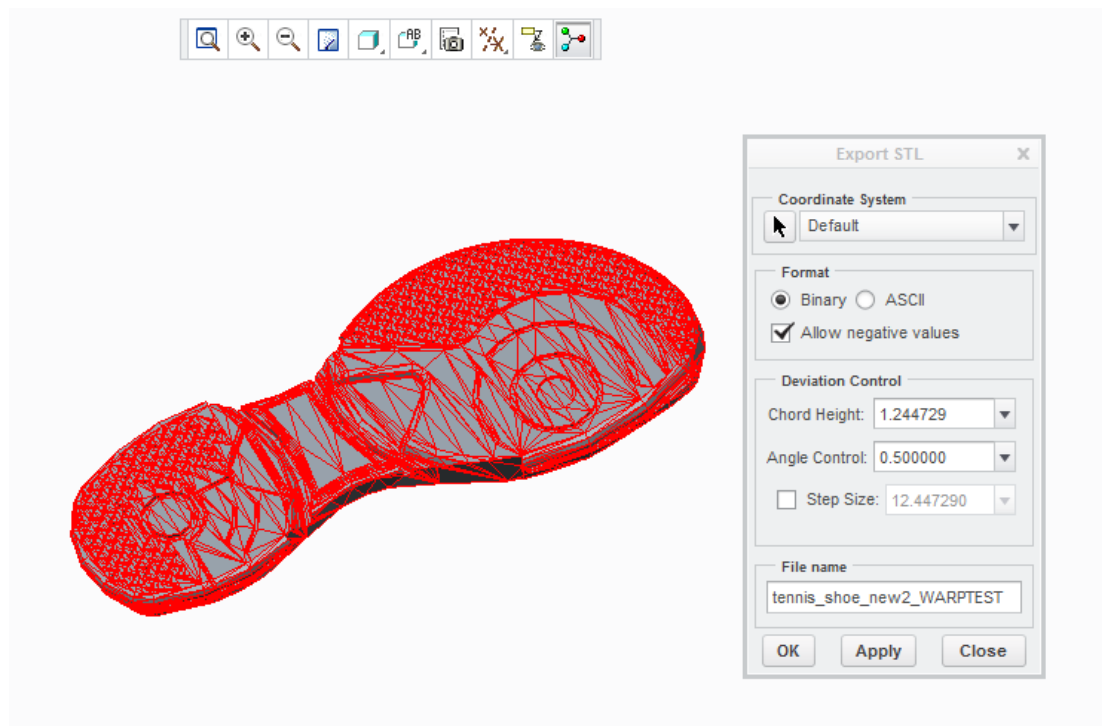 AB
Export STL
Coordinate System
Default
Format
Binary ASCII
Allow negative values
Deviation Control
Chord Height: 1.244729
Angle Control: 0.500000
Step Size: 12.447290
File name
tennis_shoe_new2_WARPTEST
OK Apply Close